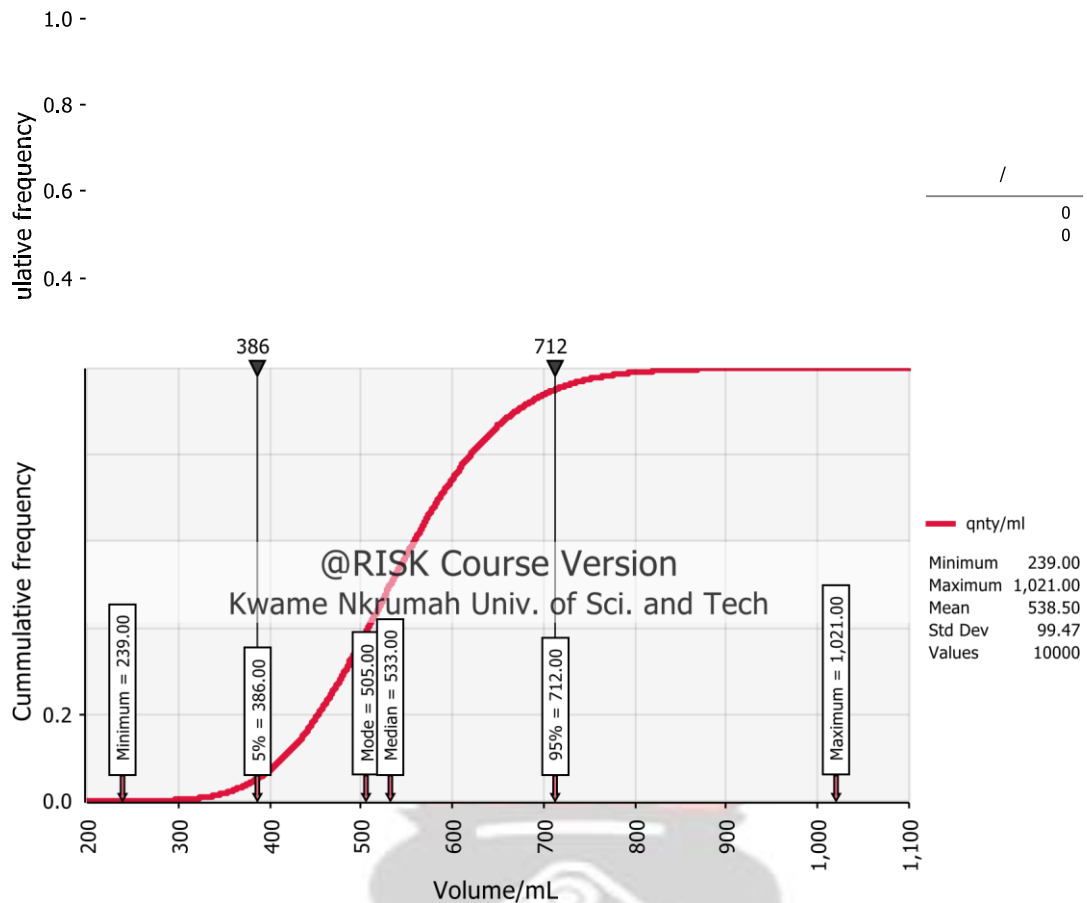 1.0 -
0.8 -
0.6 -
0.4 -
ulative frequency
/
0
0
386
712
Cummulative frequency
0.2
0.0
@RISK Course Version
Kwame Nkrumah Univ. of Sci. and Tech
Minimum = 239.00
5% = 386.00
Mode = 505.00
Median = 533.00
95% = 712.00
Maximum = 1,021.00
qnty/ml
Minimum 239.00
Maximum 1,021.00
Mean 538.50
Std Dev 99.47
Values 10000
200 300 400 500 600 700 800 900 1,000 1,100
Volume/mL